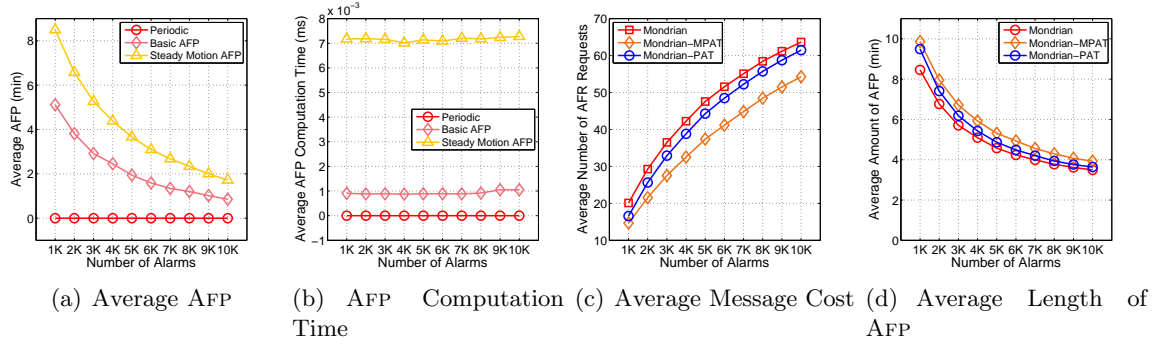 8
6
4
2
0
Average AFP (min)
1K 2K 3K 4K 5K 6K 7K 8K 9K 10K
Number of Alarms
Periodic
Basic AFP
Steady Motion AFP
(a) Average AFP
x 10⁻³
8
7
6
5
4
3
2
1
0
−1
Average AFP Computation Time (ms)
1K 2K 3K 4K 5K 6K 7K 8K 9K 10K
Number of Alarms
Periodic
Basic AFP
Steady Motion AFP
(b) AFP Computation
Time
70
60
50
40
30
20
10
Average Number of AFR Requests
1K 2K 3K 4K 5K 6K 7K 8K 9K 10K
Number of Alarms
Mondrian
Mondrian−MPAT
Mondrian−PAT
(c) Average Message Cost
10
8
6
4
2
0
Average Amount of AFP (min)
1K 2K 3K 4K 5K 6K 7K 8K 9K 10K
Number of Alarms
Mondrian
Mondrian−MPAT
Mondrian−PAT
(d) Average Length of
AFP